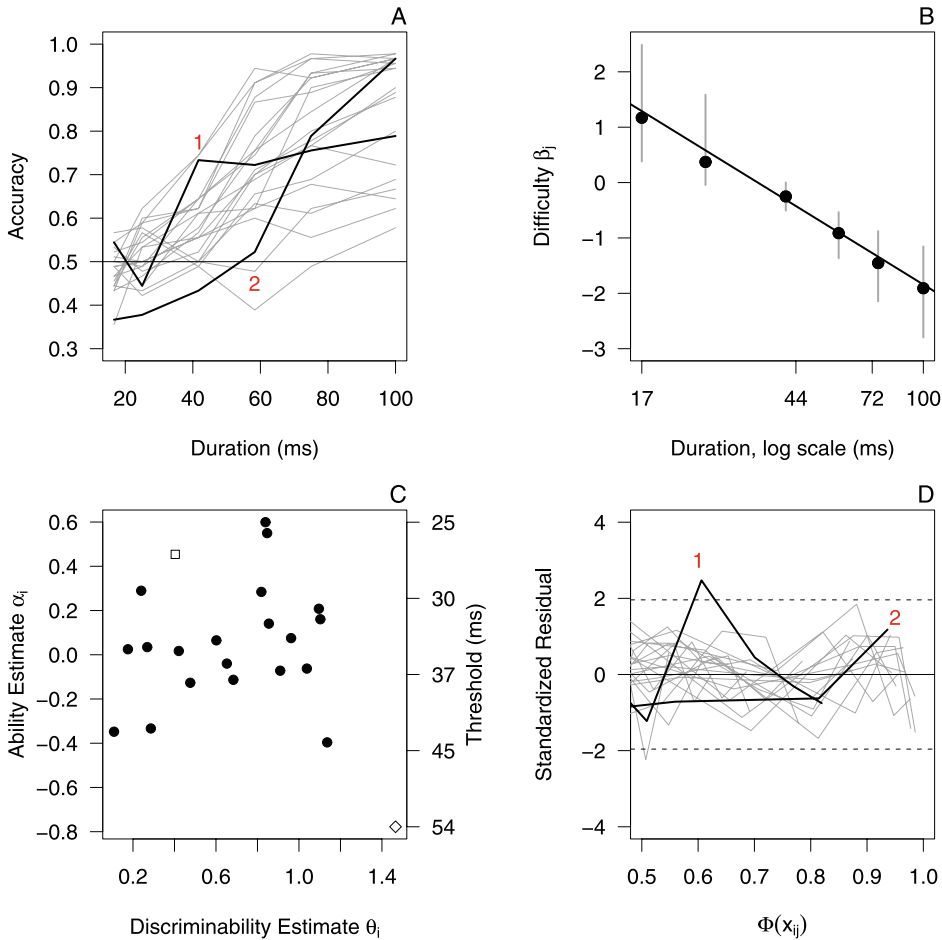 A
Accuracy
1.0
0.9
0.8
0.7
0.6
0.5
0.4
0.3
1
2
20 40 60 80 100
Duration (ms)
B
Difficulty βj
2
1
0
−1
−2
−3
17 44 72 100
Duration, log scale (ms)
C
Ability Estimate αi
0.6
0.4
0.2
0.0
−0.2
−0.4
−0.6
−0.8
25
30
37
45
54
Threshold (ms)
0.2 0.6 1.0 1.4
Discriminability Estimate θi
D
Standardized Residual
4
2
0
−2
−4
1
2
0.5 0.6 0.7 0.8 0.9 1.0
Φ(xij)